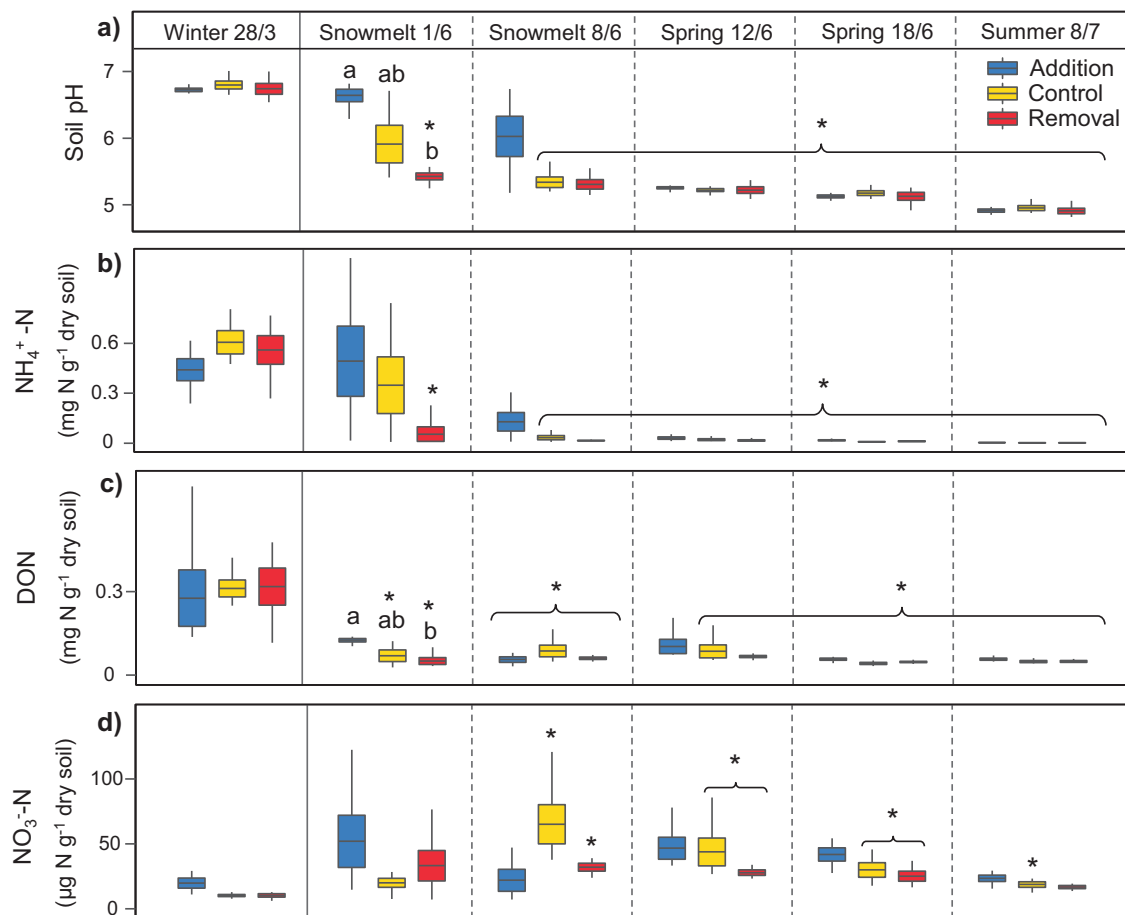 a)
Winter 28/3 Snowmelt 1/6 Snowmelt 8/6 Spring 12/6 Spring 18/6 Summer 8/7
Soil pH
7
6
5
a ab * b
*
Addition
Control
Removal
b)
NH₄⁺ -N
(mg N g⁻¹ dry soil)
0.6
0.3
0
*
*
c)
DON
(mg N g⁻¹ dry soil)
0.3
0
a * ab * b
*
*
d)
NO₃⁻-N
(µg N g⁻¹ dry soil)
100
50
0
*
*
*
*
*